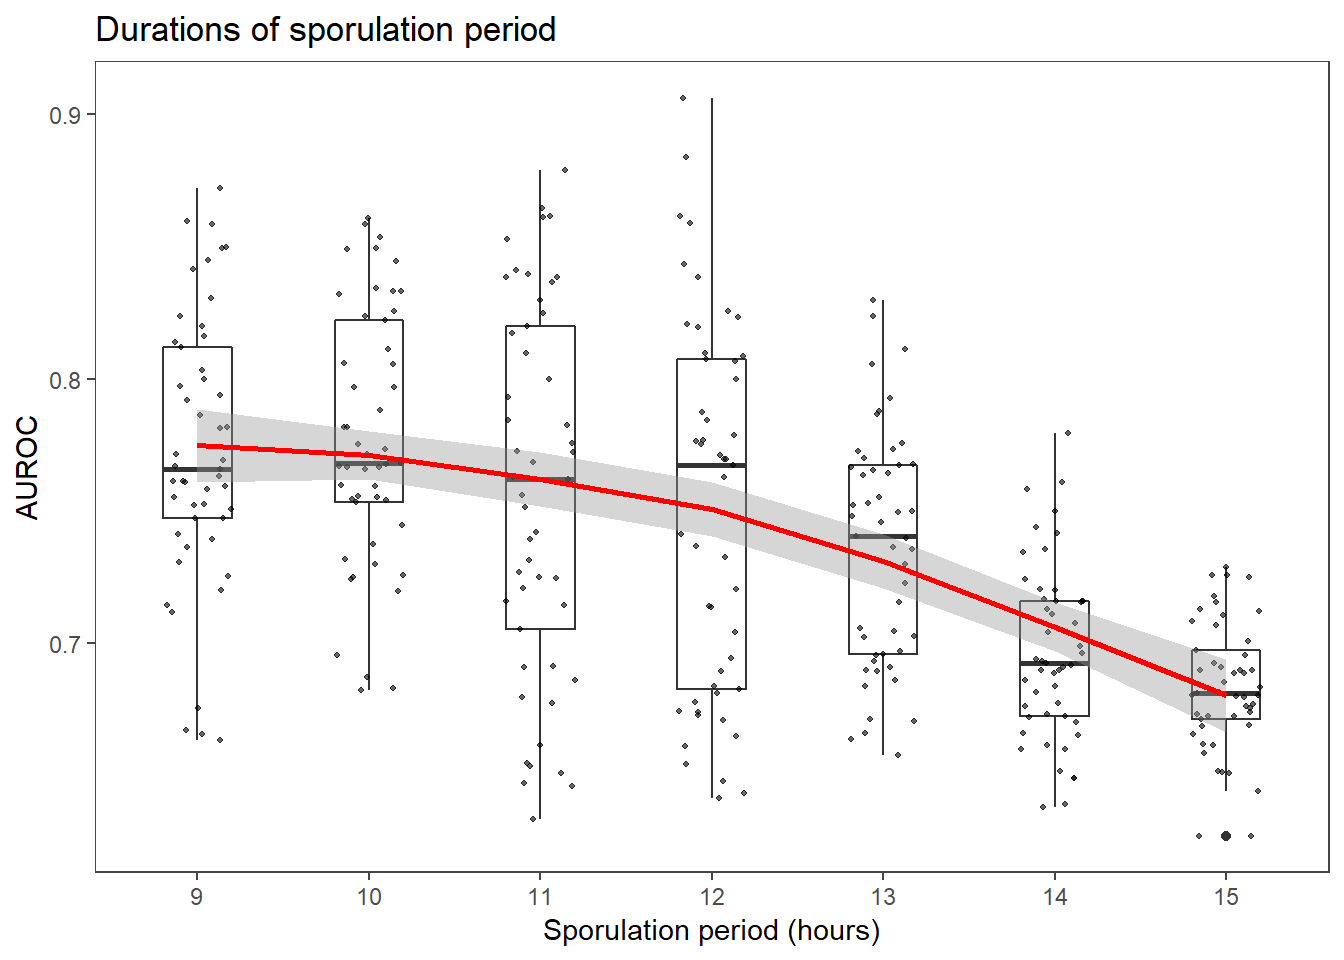 Durations of sporulation period
AUROC
0.9
0.8
0.7
9 10 11 12 13 14 15
Sporulation period (hours)